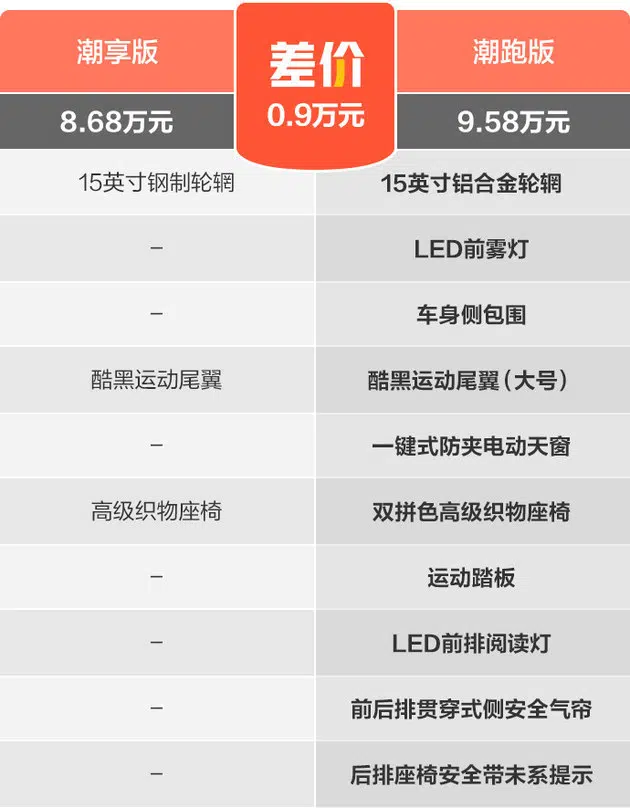 潮享版
差价
潮跑版
8.68万元
0.9万元
9.58万元
15英寸钢制轮辋
15英寸铝合金轮辋
–
LED前雾灯
–
车身侧包围
酷黑运动尾翼
酷黑运动尾翼(大号)
–
一键式防夹电动天窗
高级织物座椅
双拼色高级织物座椅
–
运动踏板
–
LED前排阅读灯
–
前后排贯穿式侧安全气帘
–
后排座椅安全带未系提示